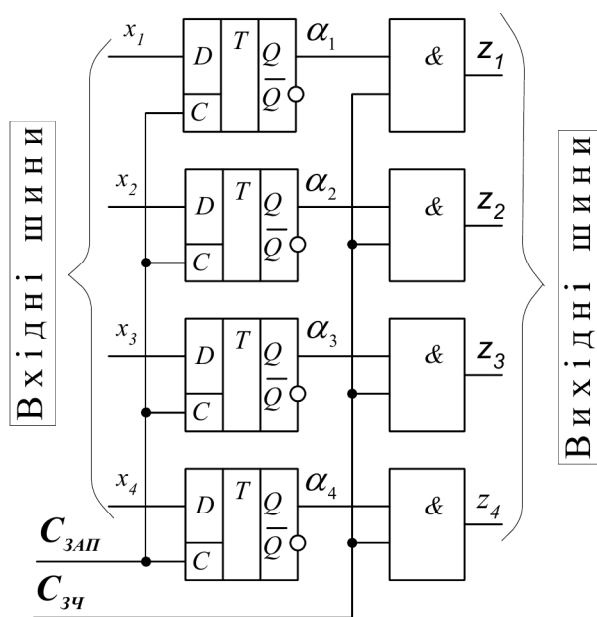 Вхідні шини
x1 D T Q α1 & z1
Q̅
C
x2 D T Q α2 & z2
Q̅
C
x3 D T Q α3 & z3
Q̅
C
x4 D T Q α4 & z4
Q̅
C
CЗАП
CЗЧ
Вихідні шини